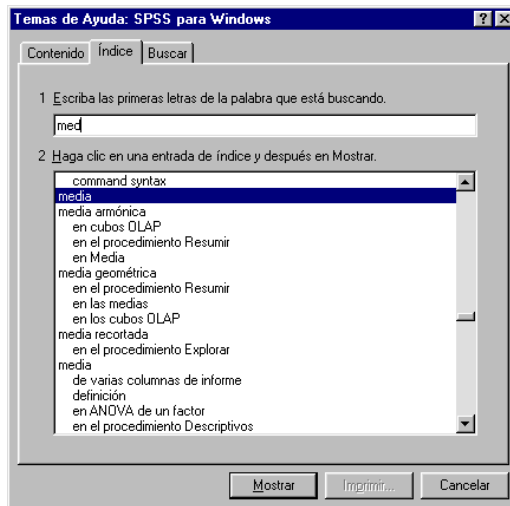 Temas de Ayuda: SPSS para Windows
Contenido Índice Buscar
1 Escriba las primeras letras de la palabra que está buscando.
med
2 Haga clic en una entrada de índice y después en Mostrar.
command syntax
media
media armónica
en cubos OLAP
en el procedimiento Resumir
en Media
media geométrica
en el procedimiento Resumir
en las medias
en los cubos OLAP
media recortada
en el procedimiento Explorar
media
de varias columnas de informe
definición
en ANOVA de un factor
en el procedimiento Descriptivos
Mostrar Imprimir... Cancelar